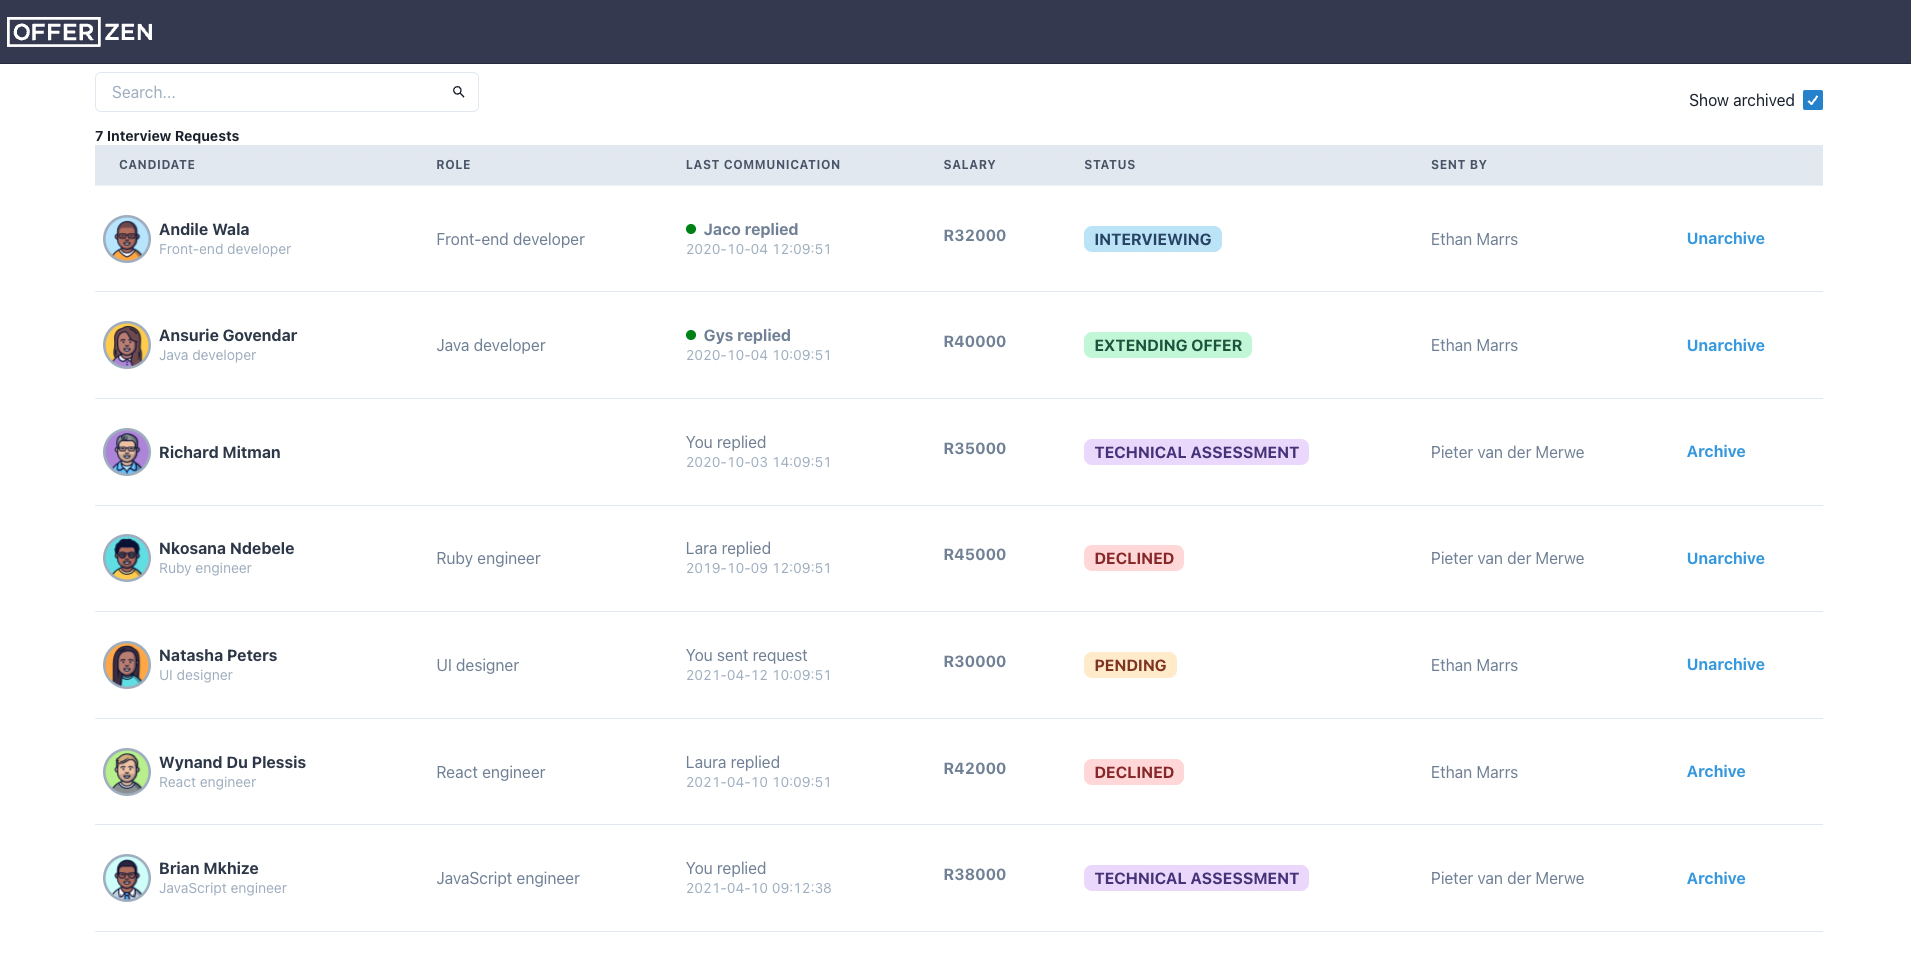 OFFERZEN
Search...
Show archived
7 Interview Requests
CANDIDATE ROLE LAST COMMUNICATION SALARY STATUS SENT BY
Andile Wala
Front-end developer
Front-end developer
Jaco replied
2020-10-04 12:09:51
R32000
INTERVIEWING
Ethan Marrs
Unarchive
Ansurie Govendar
Java developer
Java developer
Gys replied
2020-10-04 10:09:51
R40000
EXTENDING OFFER
Ethan Marrs
Unarchive
Richard Mitman
You replied
2020-10-03 14:09:51
R35000
TECHNICAL ASSESSMENT
Pieter van der Merwe
Archive
Nkosana Ndebele
Ruby engineer
Ruby engineer
Lara replied
2019-10-09 12:09:51
R45000
DECLINED
Pieter van der Merwe
Unarchive
Natasha Peters
UI designer
UI designer
You sent request
2021-04-12 10:09:51
R30000
PENDING
Ethan Marrs
Unarchive
Wynand Du Plessis
React engineer
React engineer
Laura replied
2021-04-10 10:09:51
R42000
DECLINED
Ethan Marrs
Archive
Brian Mkhize
JavaScript engineer
JavaScript engineer
You replied
2021-04-10 09:12:38
R38000
TECHNICAL ASSESSMENT
Pieter van der Merwe
Archive